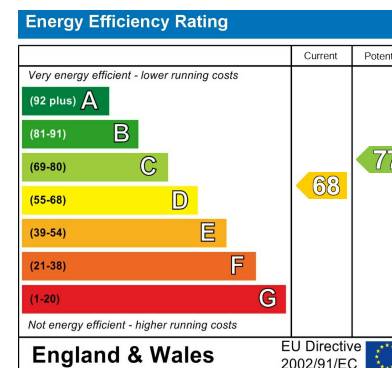 Energy Efficiency Rating
Current
Very energy efficient - lower running costs
(92 plus) A
(81-91) B
(69-80) C
(55-68) D
(39-54) E
(21-38) F
(1-20) G
68
77
Not energy efficient - higher running costs
England & Wales
EU Directive
2002/91/EC